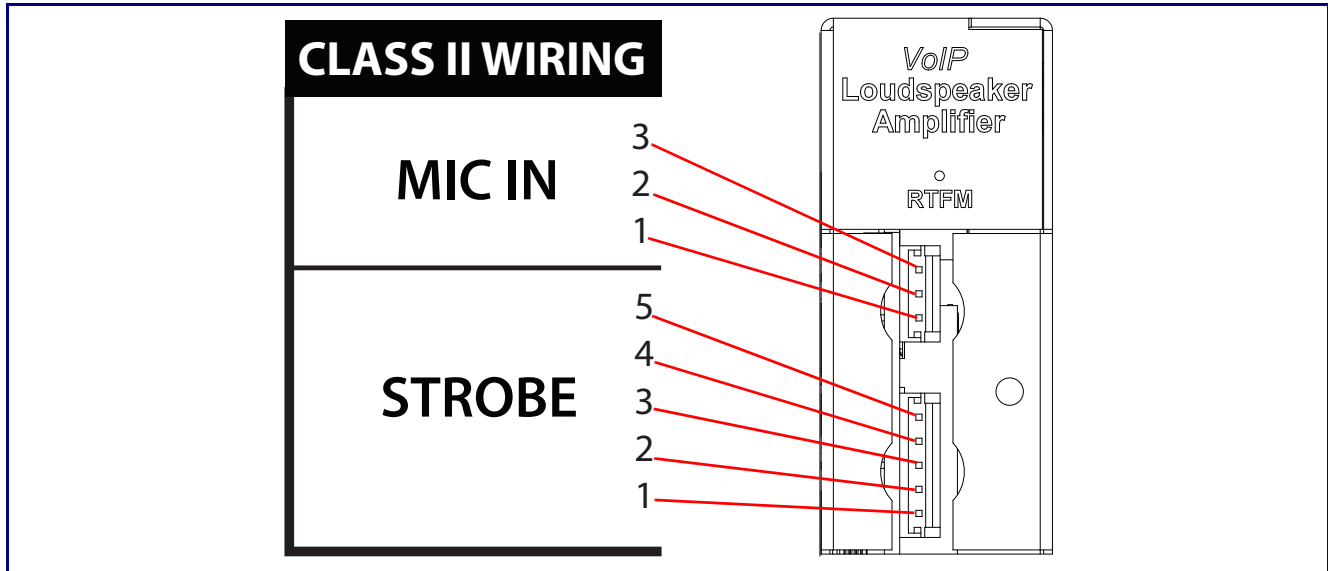 CLASS II WIRING
MIC IN
3
2
1
STROBE
5
4
3
2
1
VoIP
Loudspeaker
Amplifier
RTFM